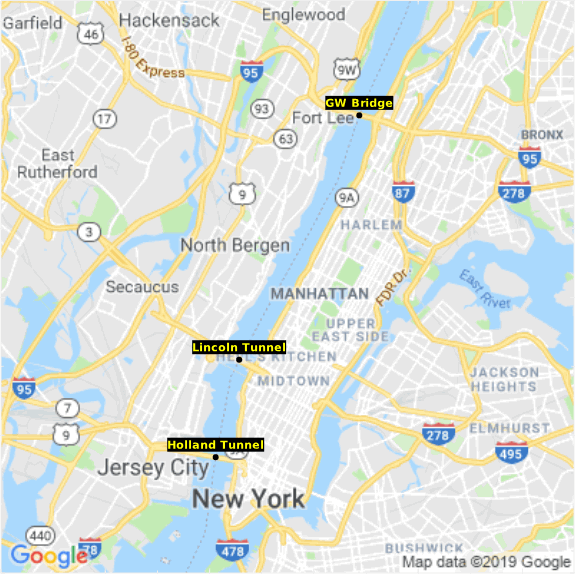 Garfield
Hackensack
Englewood
46
I-80 Express
95
9W
GW Bridge
93
Fort Lee
17
63
BRONX
95
East
Rutherford
9
9A
87
278
3
HARLEM
North Bergen
FDR Dr.
East River
Secaucus
MANHATTAN
UPPER
EAST SIDE
Lincoln Tunnel
HELL'S KITCHEN
JACKSON
HEIGHTS
MIDTOWN
95
7
9
278
ELMHURST
495
Holland Tunnel
Jersey City
New York
440
Google
78
478
BUSHWICK
Map data ©2019 Google